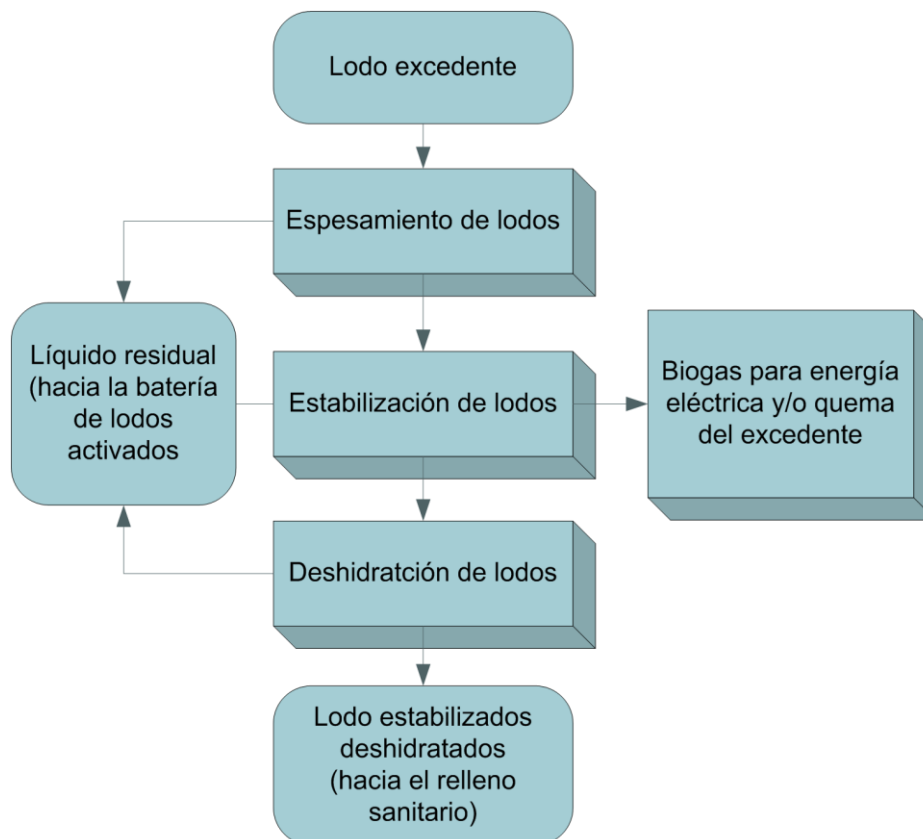 Lodo excedente
Espesamiento de lodos
Líquido residual
(hacia la batería
de lodos
activados
Estabilización de lodos
Biogas para energía
eléctrica y/o quema
del excedente
Deshidratción de lodos
Lodo estabilizados
deshidratados
(hacia el relleno
sanitario)